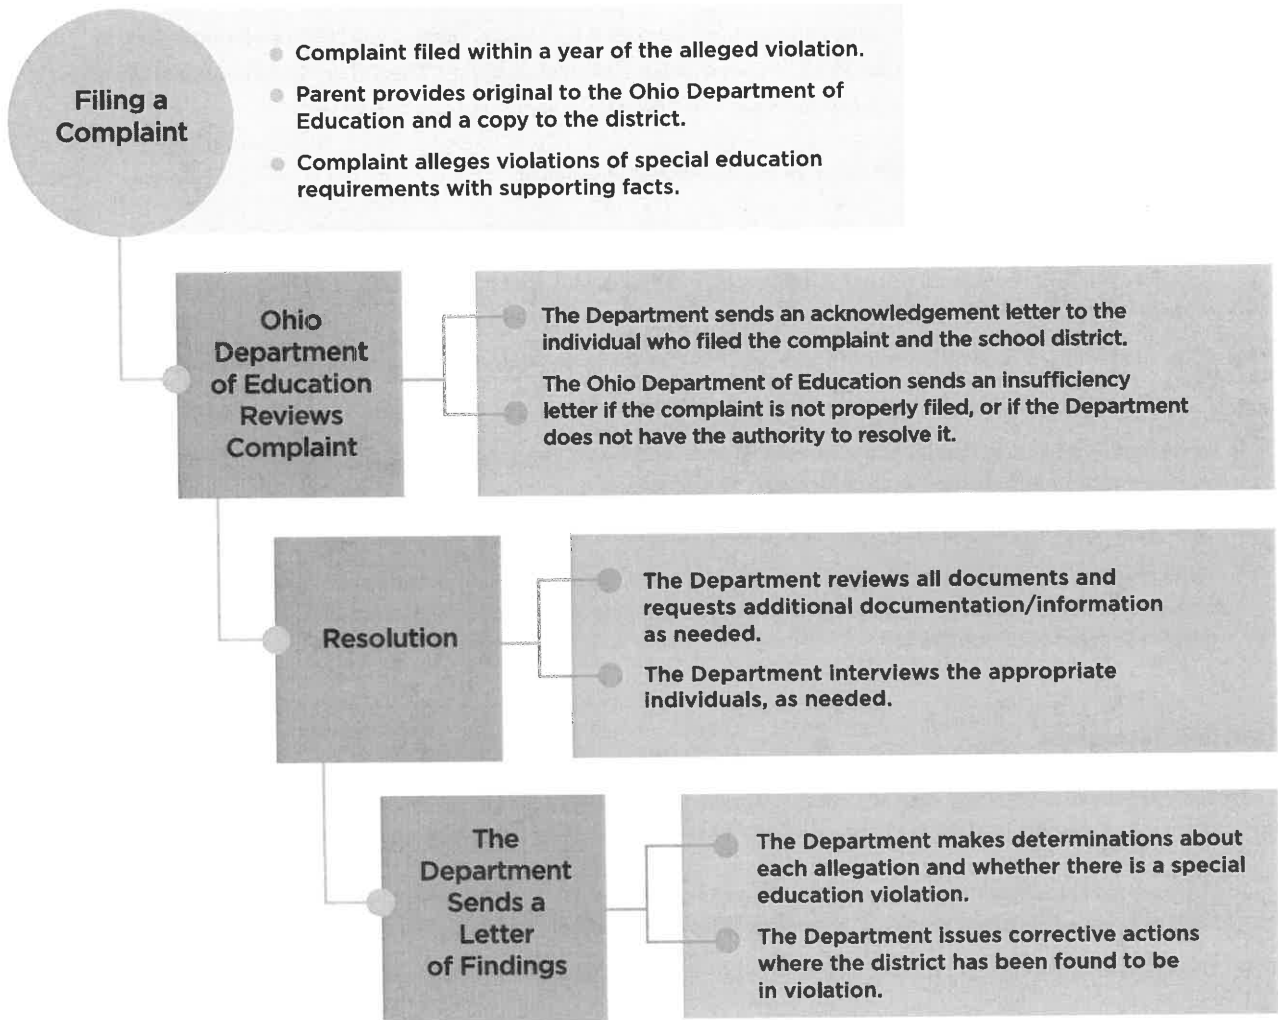 Filing a
Complaint
Complaint filed within a year of the alleged violation.
Parent provides original to the Ohio Department of
Education and a copy to the district.
Complaint alleges violations of special education
requirements with supporting facts.
Ohio
Department
of Education
Reviews
Complaint
The Department sends an acknowledgement letter to the
individual who filed the complaint and the school district.
The Ohio Department of Education sends an insufficiency
letter if the complaint is not properly filed, or if the Department
does not have the authority to resolve it.
Resolution
The Department reviews all documents and
requests additional documentation/information
as needed.
The Department interviews the appropriate
individuals, as needed.
The
Department
Sends a
Letter
of Findings
The Department makes determinations about
each allegation and whether there is a special
education violation.
The Department issues corrective actions
where the district has been found to be
in violation.